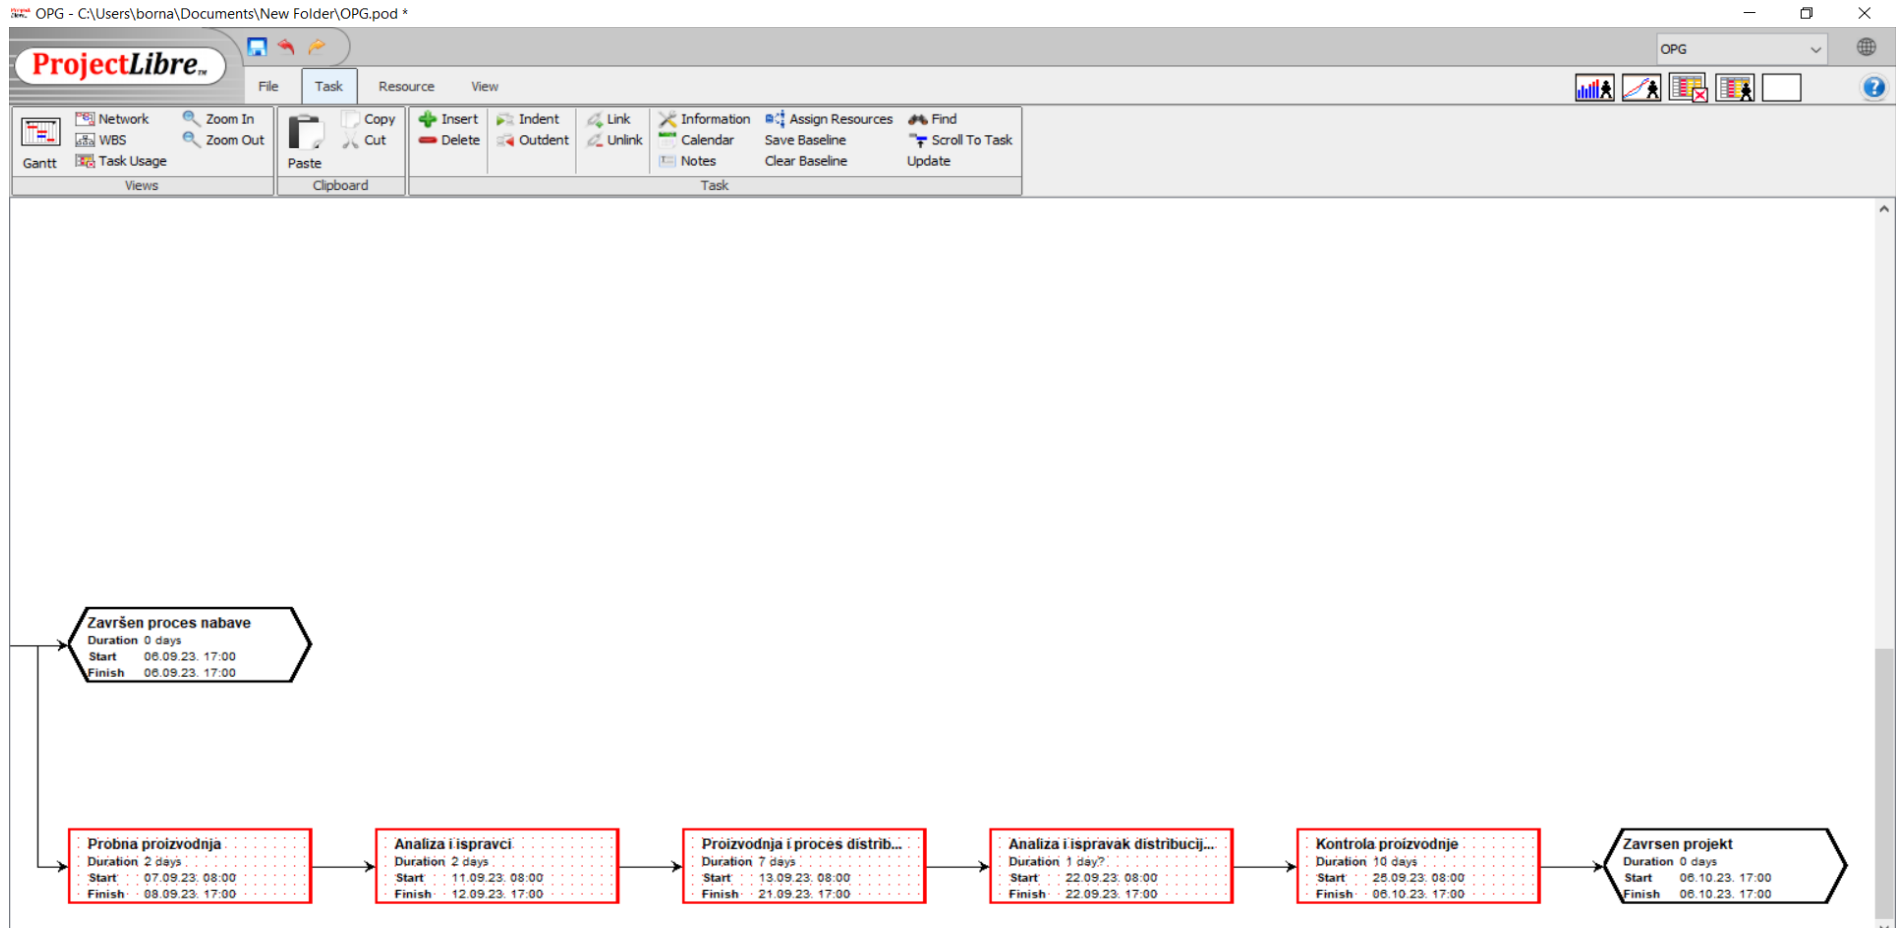 OPG - C:\Users\borna\Documents\New Folder\OPG.pod *
ProjectLibre
OPG
File Task Resource View
Network Zoom In Copy Insert Indent Link Information Assign Resources Find
WBS Zoom Out Cut Delete Outdent Unlink Calendar Save Baseline Scroll To Task
Gantt Task Usage Paste Notes Clear Baseline Update
Views Clipboard Task
Završen proces nabave
Duration 0 days
Start 06.09.23. 17:00
Finish 06.09.23. 17:00
Probna proizvodnja
Duration 2 days
Start 07.09.23. 08:00
Finish 08.09.23. 17:00
Analiza i ispravci
Duration 2 days
Start 11.09.23. 08:00
Finish 12.09.23. 17:00
Proizvodnja i proces distrib...
Duration 7 days
Start 13.09.23. 08:00
Finish 21.09.23. 17:00
Analiza i ispravak distribucij...
Duration 1 day?
Start 22.09.23. 08:00
Finish 22.09.23. 17:00
Kontrola proizvodnje
Duration 10 days
Start 25.09.23. 08:00
Finish 06.10.23. 17:00
Zavrsen projekt
Duration 0 days
Start 06.10.23. 17:00
Finish 06.10.23. 17:00